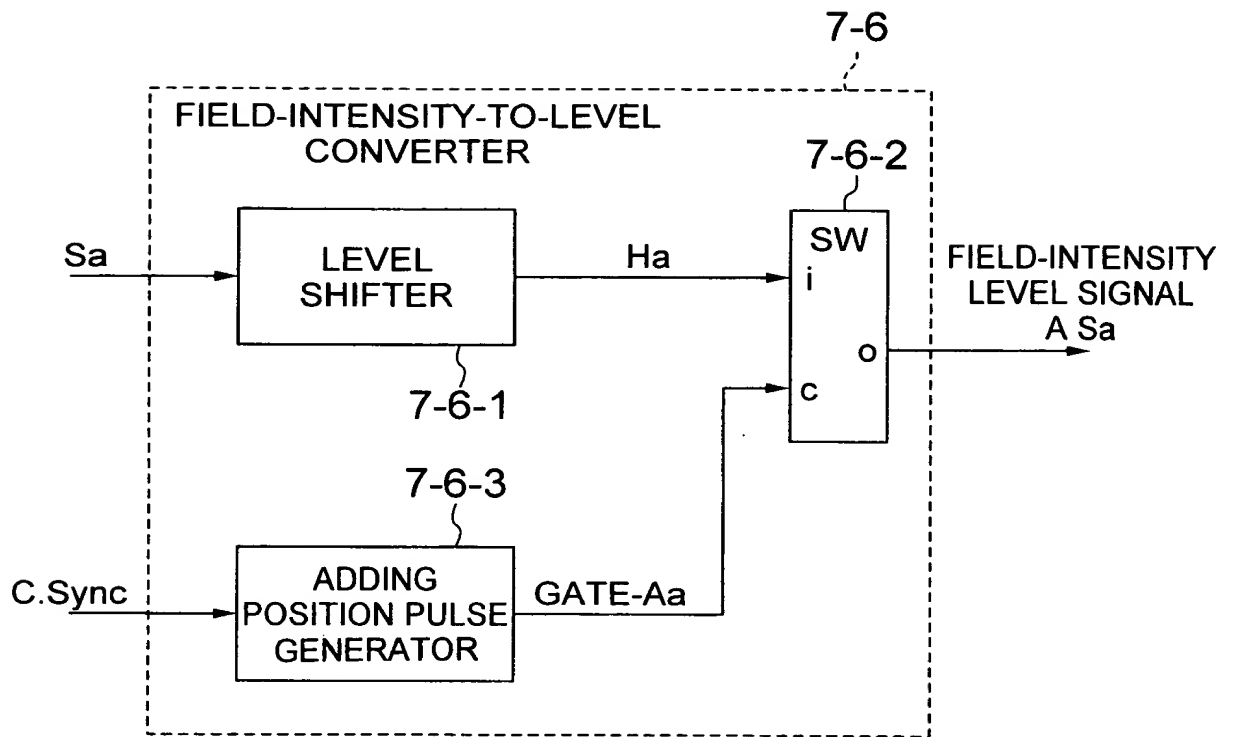 7-6
FIELD-INTENSITY-TO-LEVEL
CONVERTER
7-6-2
Sa
LEVEL
SHIFTER
Ha
SW
i
o
c
FIELD-INTENSITY
LEVEL SIGNAL
A Sa
7-6-1
7-6-3
C.Sync
ADDING
POSITION PULSE
GENERATOR
GATE-Aa